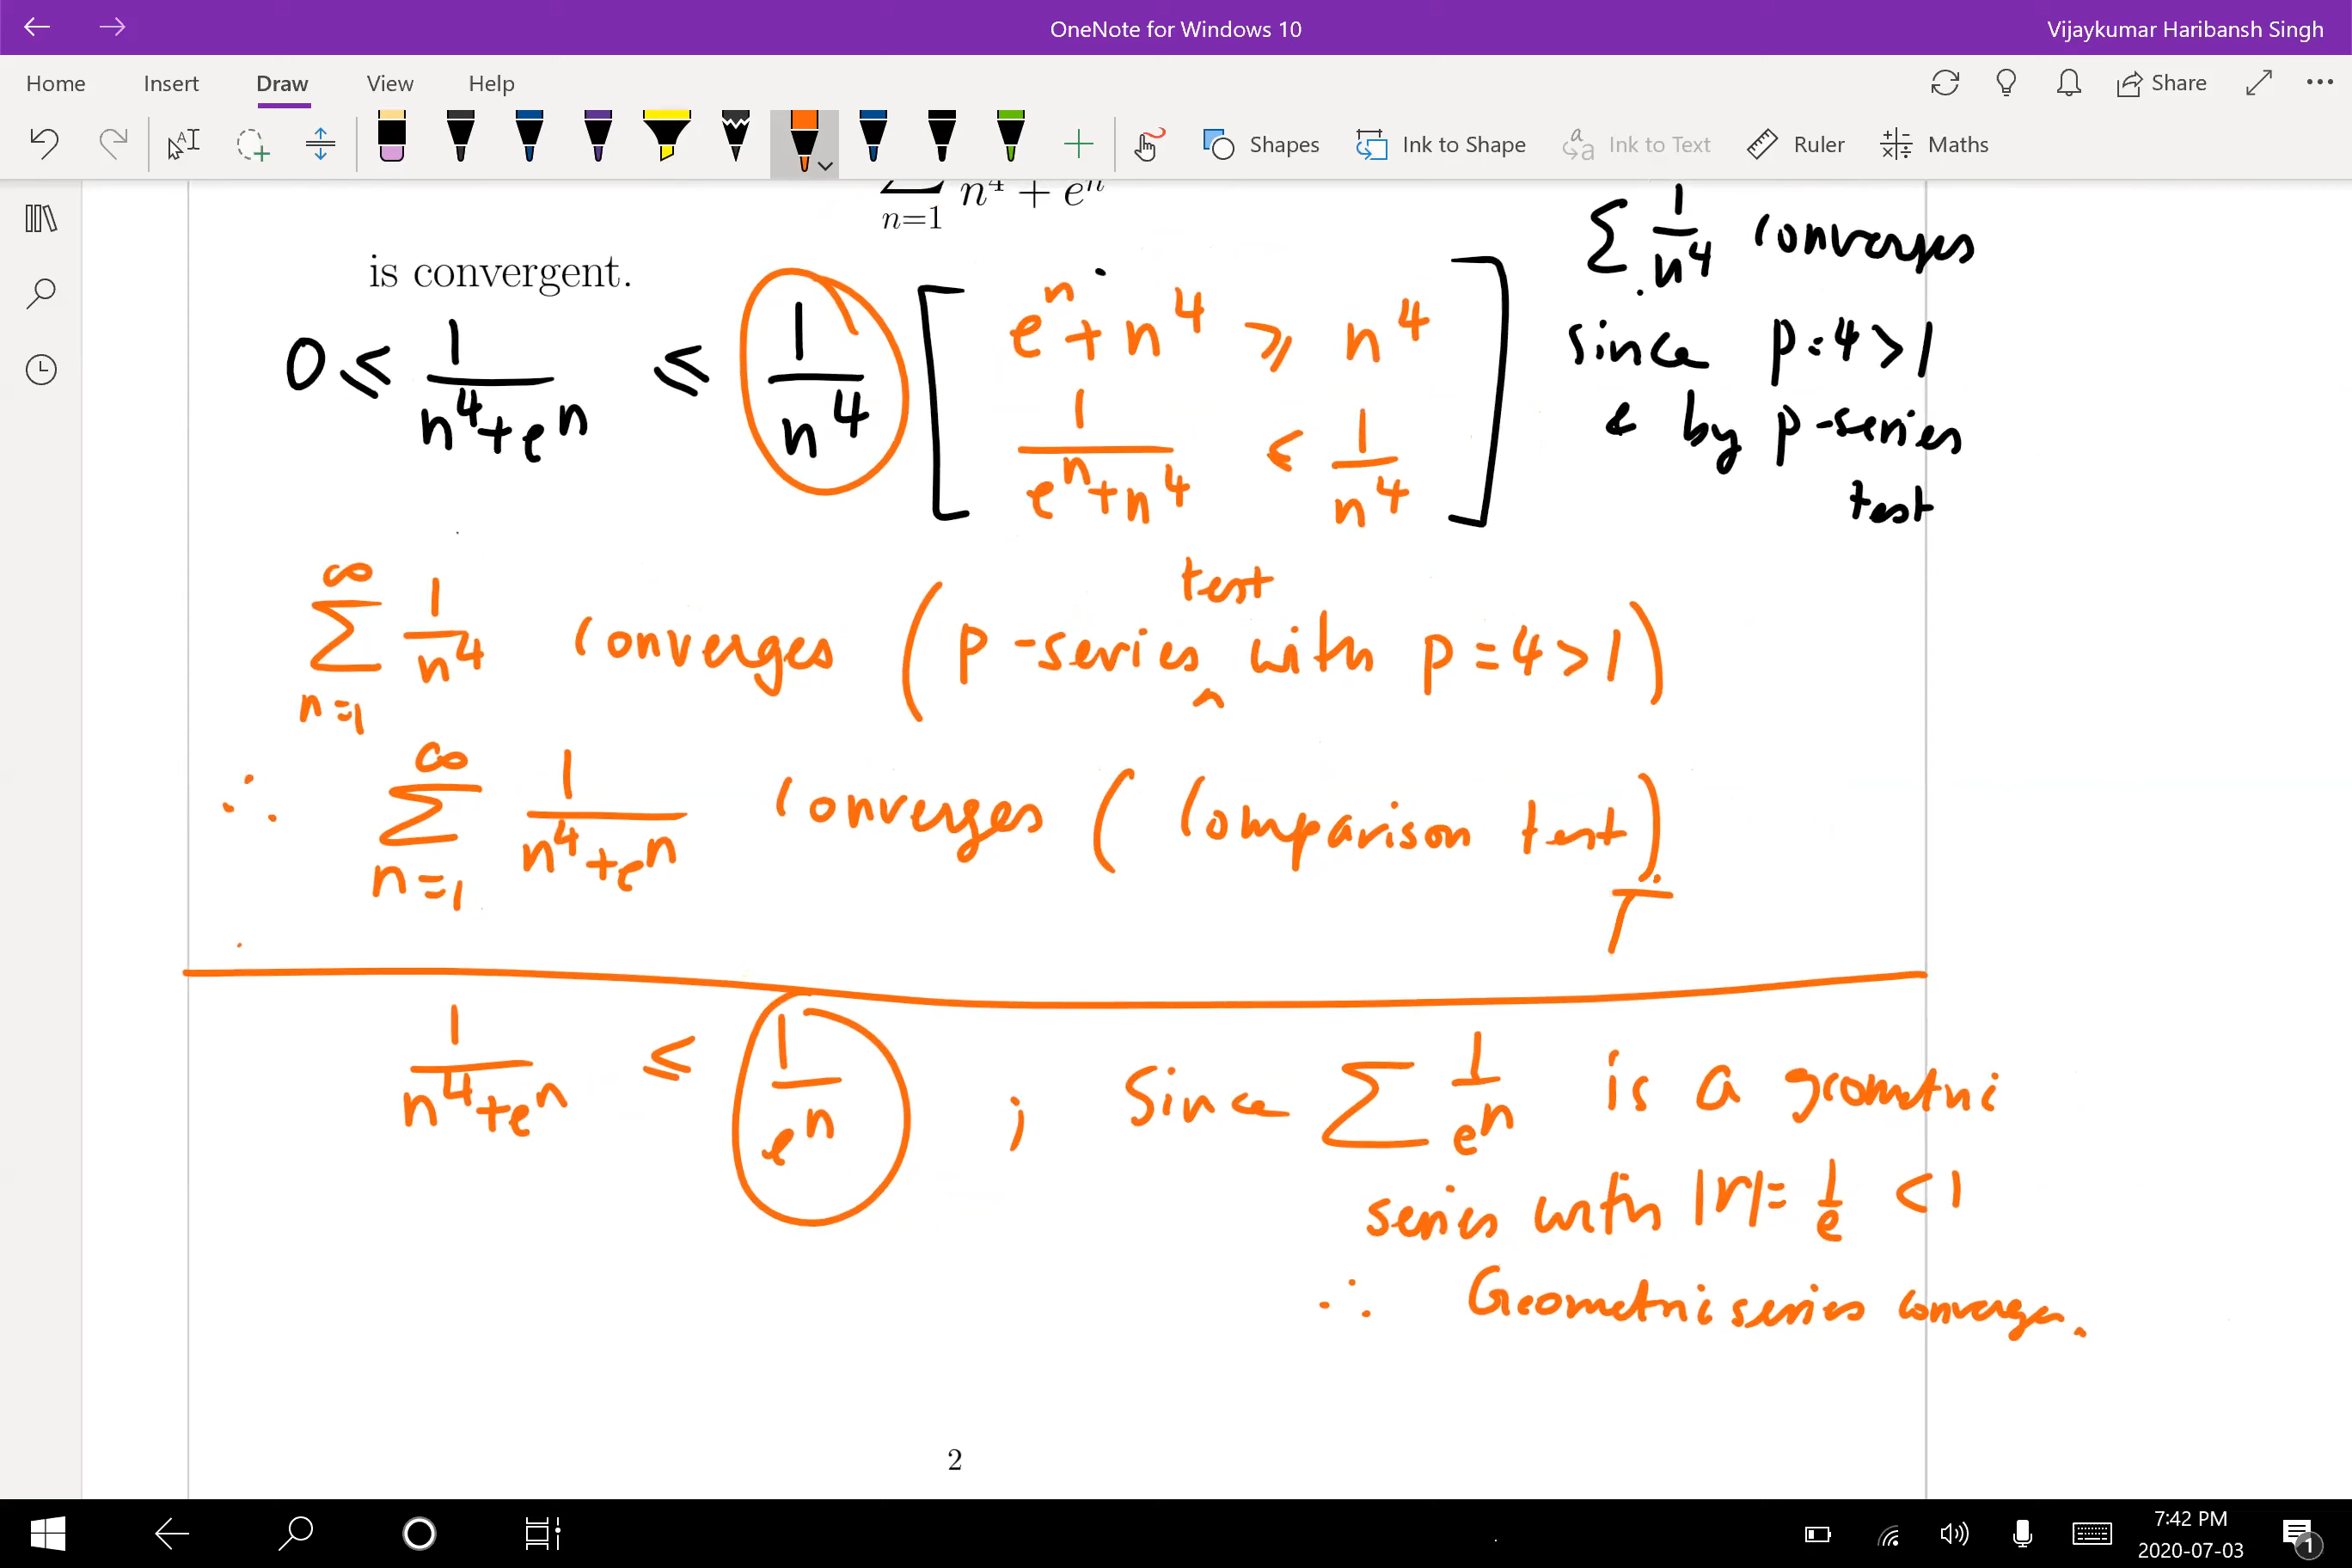 OneNote for Windows 10
Vijaykumar Haribansh Singh
Home Insert Draw View Help
Share
Shapes Ink to Shape Ink to Text Ruler Maths
n=1 n⁴ + eⁿ
is convergent.
∑ 1/n⁴ converges
since p=4>1
& by p-series
test
0 ≤ 1/(n⁴+eⁿ) ≤ 1/n⁴
[ eⁿ + n⁴ ⩾ n⁴
1/(eⁿ+n⁴) ≤ 1/n⁴ ]
∞∑n=1 1/n⁴ converges (p-series test with p=4>1)
∴ ∞∑n=1 1/(n⁴+eⁿ) converges (Comparison test).
1/(n⁴+eⁿ) ≤ 1/eⁿ ; Since ∑ 1/eⁿ is a geometric
series with |r|= 1/e <1
∴ Geometric series converges.
2
7:42 PM
2020-07-03
1